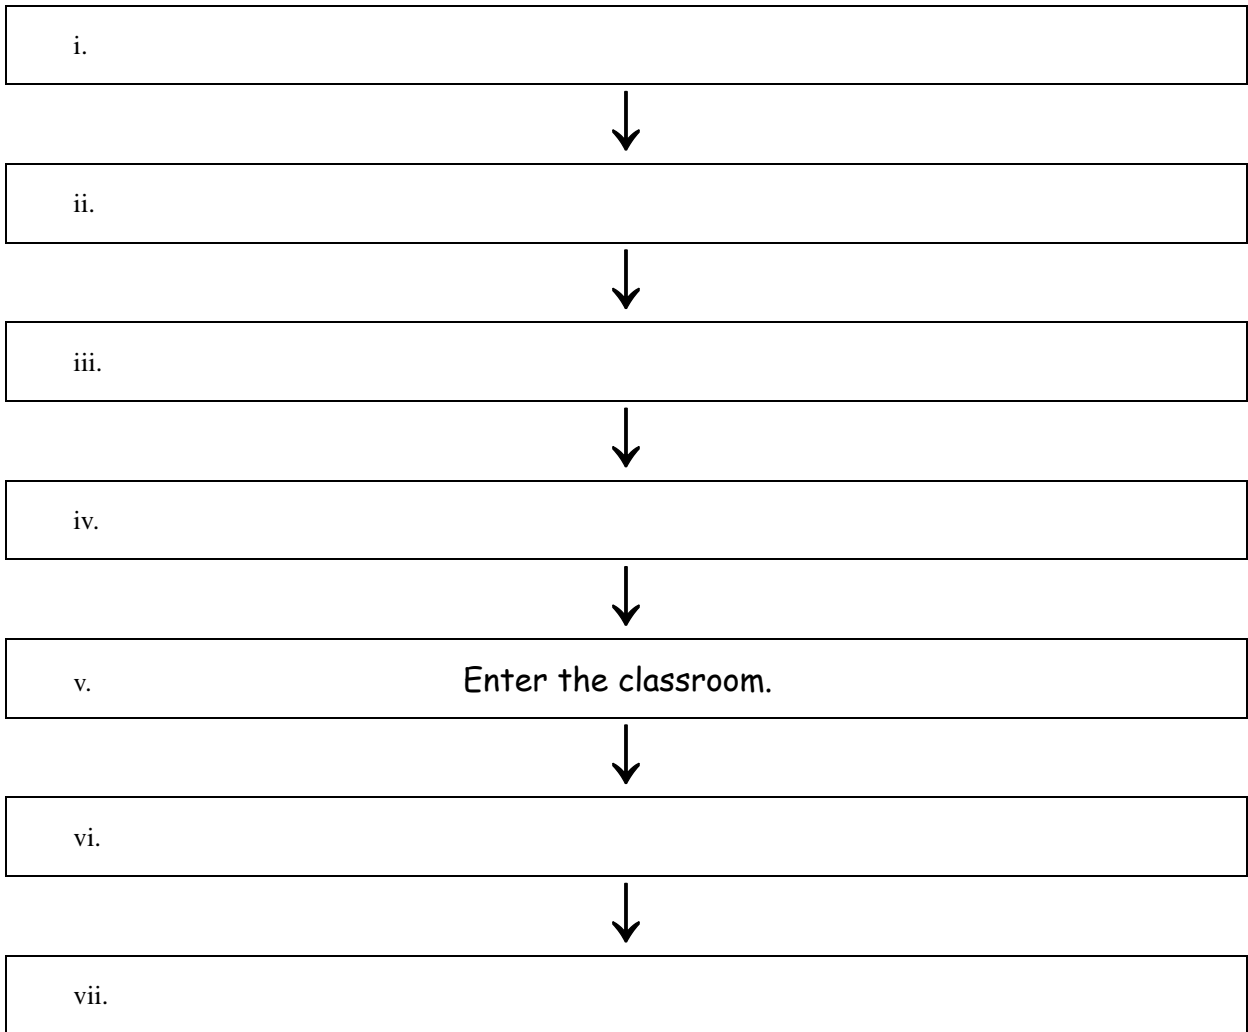 i.
ii.
iii.
iv.
v. Enter the classroom.
vi.
vii.